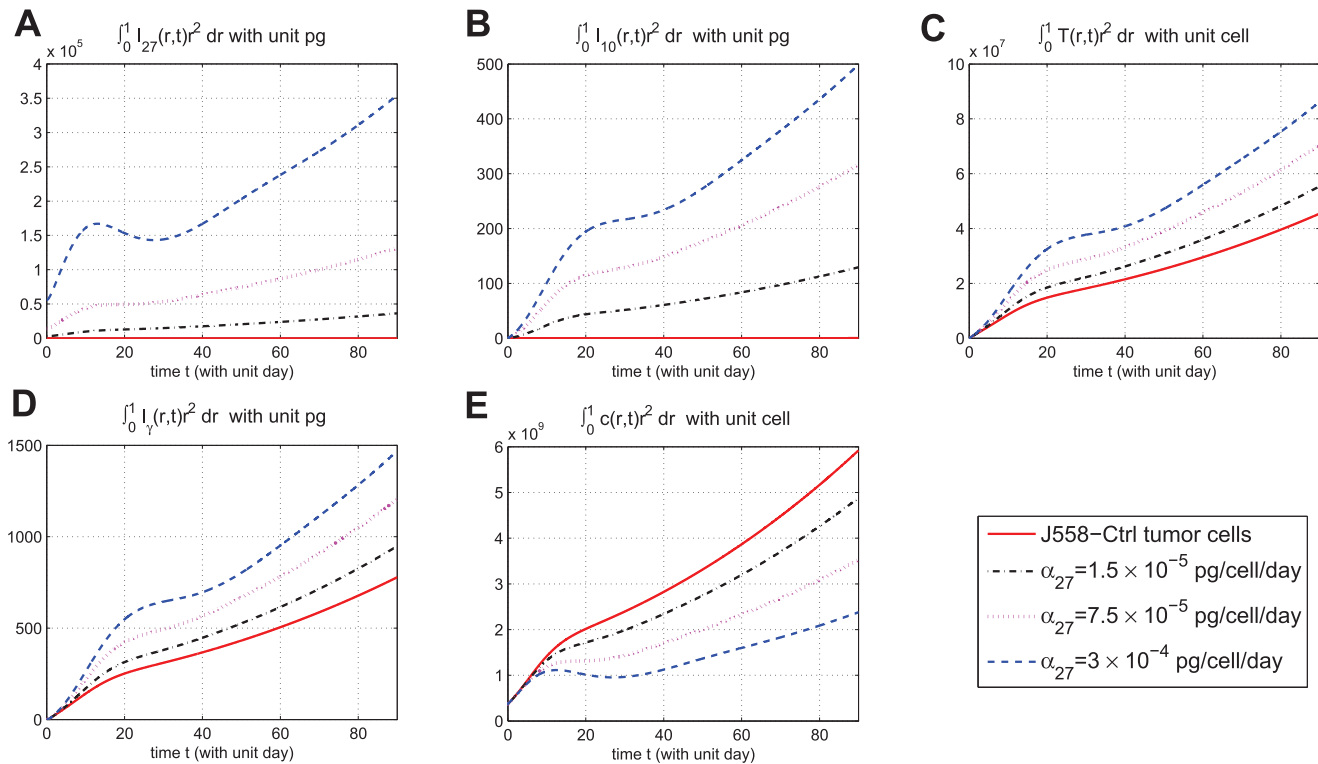 A
∫₀¹ I₂₇(r,t)r² dr with unit pg
x 10⁵
4
3.5
3
2.5
2
1.5
1
0.5
0
0 20 40 60 80
time t (with unit day)
B
∫₀¹ I₁₀(r,t)r² dr with unit pg
500
400
300
200
100
0
0 20 40 60 80
time t (with unit day)
C
∫₀¹ T(r,t)r² dr with unit cell
x 10⁷
10
8
6
4
2
0
0 20 40 60 80
time t (with unit day)
D
∫₀¹ Iᵧ(r,t)r² dr with unit pg
1500
1000
500
0
0 20 40 60 80
time t (with unit day)
E
∫₀¹ c(r,t)r² dr with unit cell
x 10⁹
6
5
4
3
2
1
0
0 20 40 60 80
time t (with unit day)
J558−Ctrl tumor cells
α₂₇=1.5 × 10⁻⁵ pg/cell/day
α₂₇=7.5 × 10⁻⁵ pg/cell/day
α₂₇=3 × 10⁻⁴ pg/cell/day